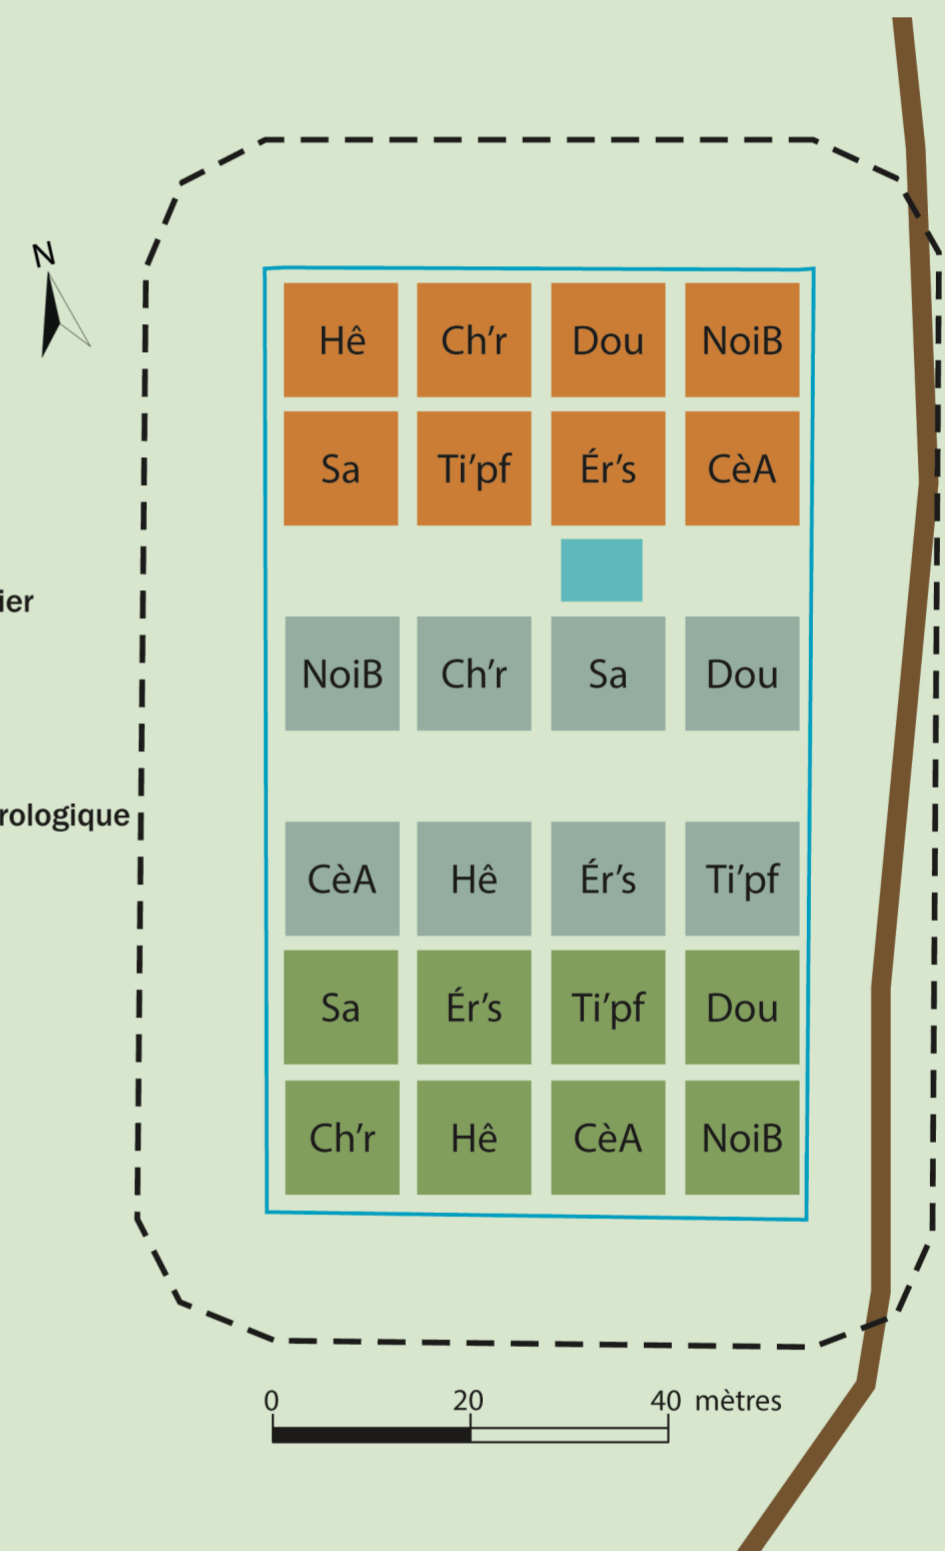 N
Hê Ch'r Dou NoiB
Sa Ti'pf Ér's CèA
ier
NoiB Ch'r Sa Dou
rologique
CèA Hê Ér's Ti'pf
Sa Ér's Ti'pf Dou
Ch'r Hê CèA NoiB
0 20 40 mètres